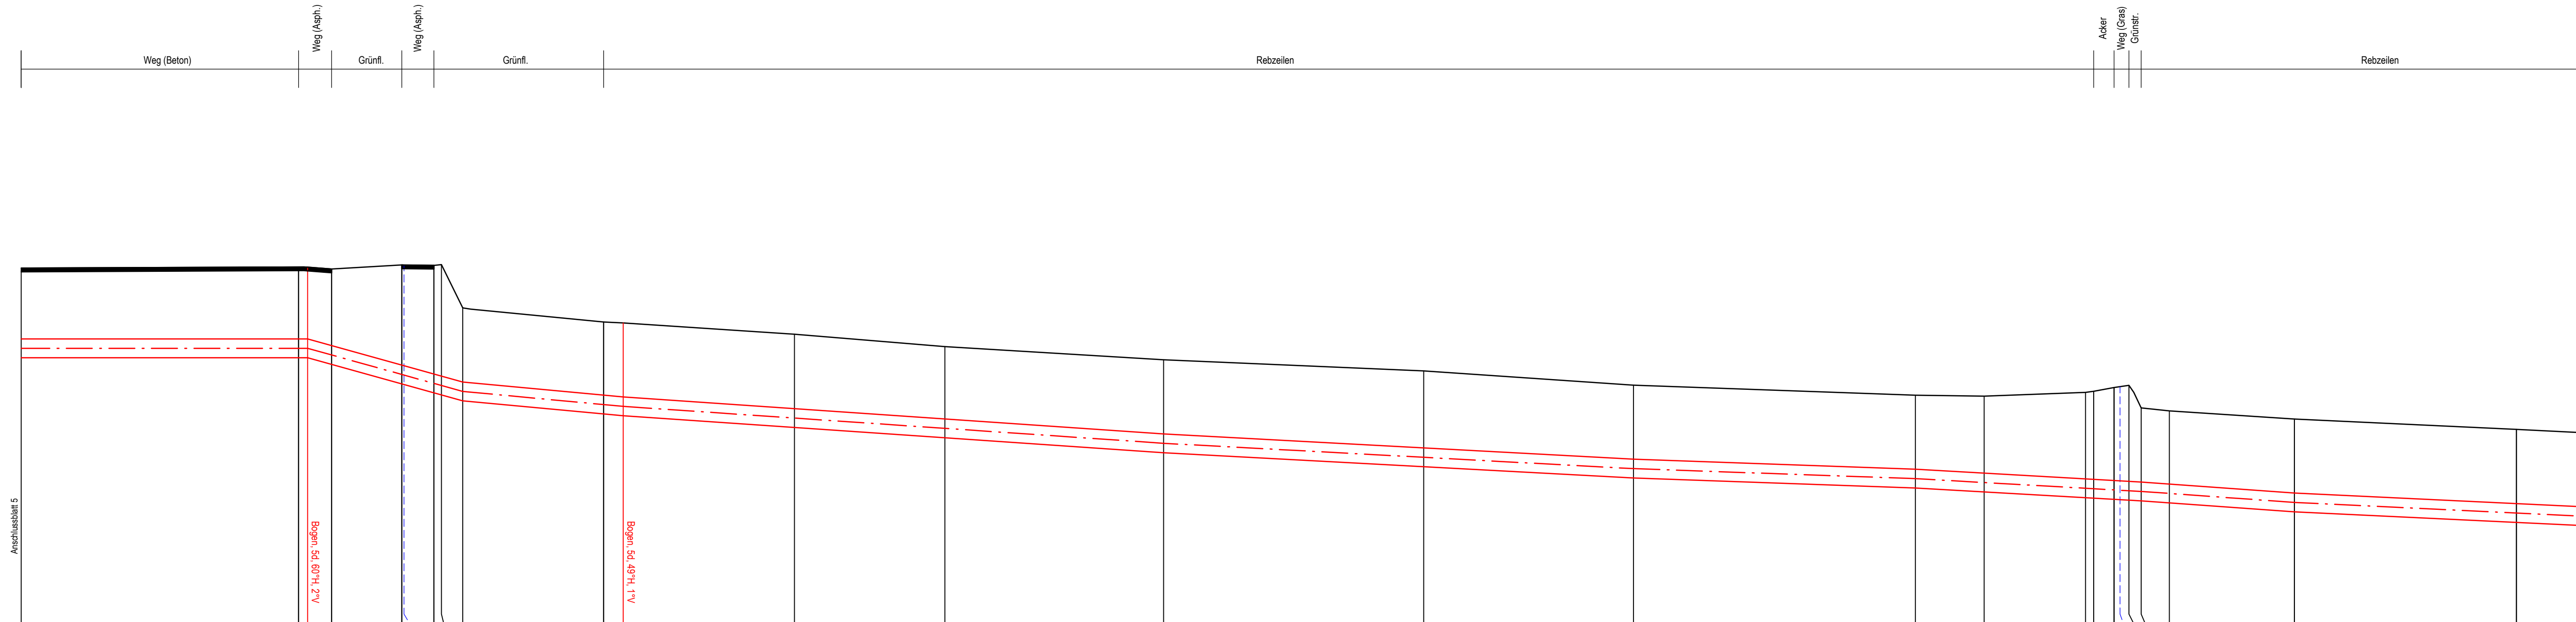 Weg (Beton)
Weg (Asph.)
Grünfl.
Weg (Asph.)
Grünfl.
Rebzeilen
Acker
Weg (Gras)
Grünstr.
Rebzeilen
Anschlussblatt 5
Bogen, 5d, 60°H, 2°V
Bogen, 5d, 49°H, 1°V